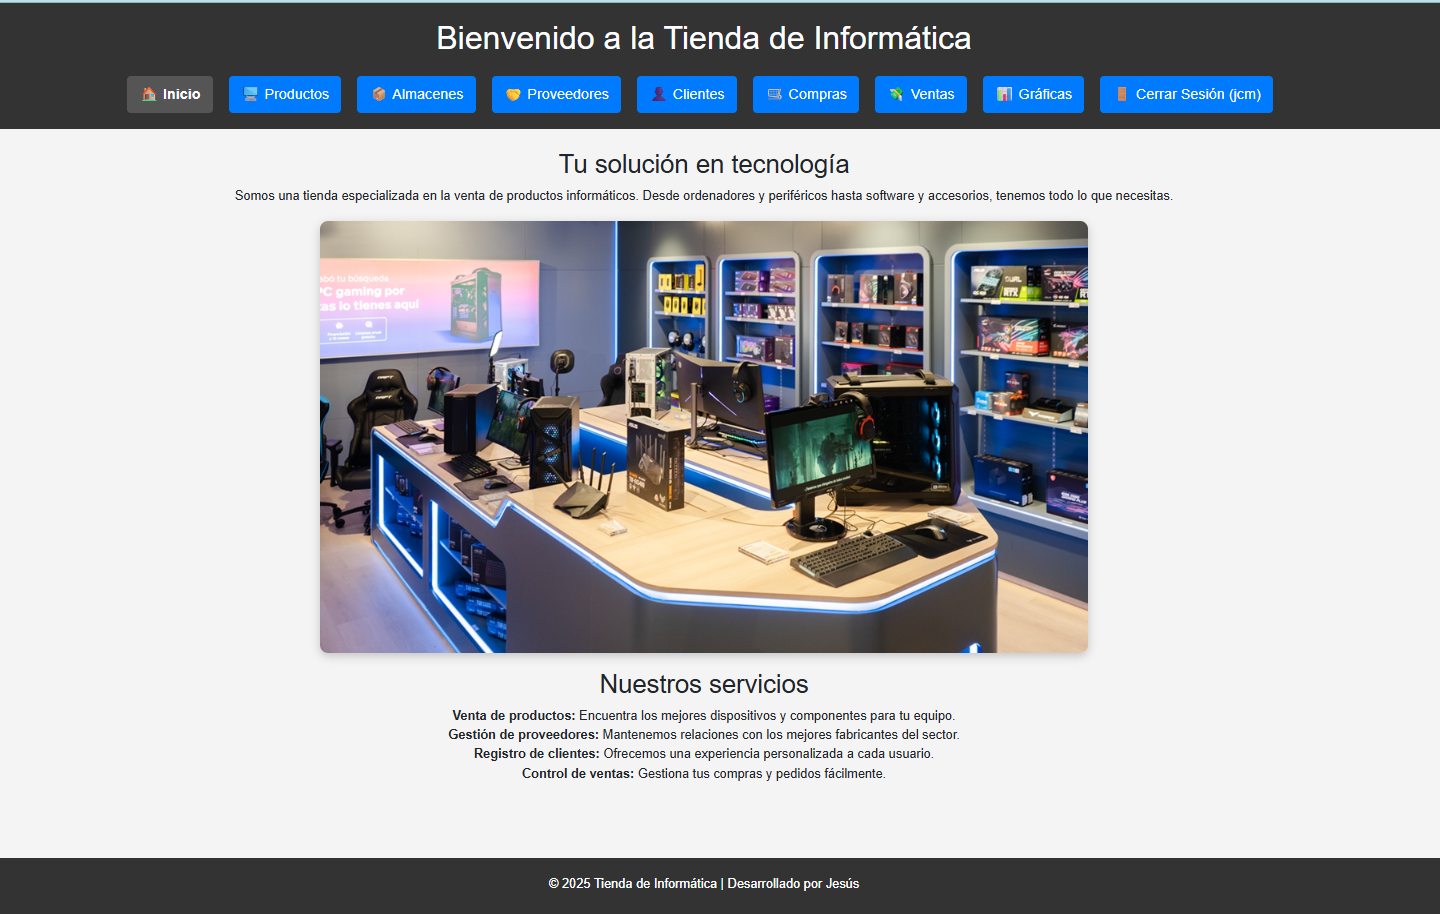 Bienvenido a la Tienda de Informática
Inicio
Productos
Almacenes
Proveedores
Clientes
Compras
Ventas
Gráficas
Cerrar Sesión (jcm)
Tu solución en tecnología
Somos una tienda especializada en la venta de productos informáticos. Desde ordenadores y periféricos hasta software y accesorios, tenemos todo lo que necesitas.
abó tu búsqueda
PC gaming por
tas lo tienes aquí
DUAL
RTX
ASUS
Nuestros servicios
Venta de productos: Encuentra los mejores dispositivos y componentes para tu equipo.
Gestión de proveedores: Mantenemos relaciones con los mejores fabricantes del sector.
Registro de clientes: Ofrecemos una experiencia personalizada a cada usuario.
Control de ventas: Gestiona tus compras y pedidos fácilmente.
© 2025 Tienda de Informática | Desarrollado por Jesús